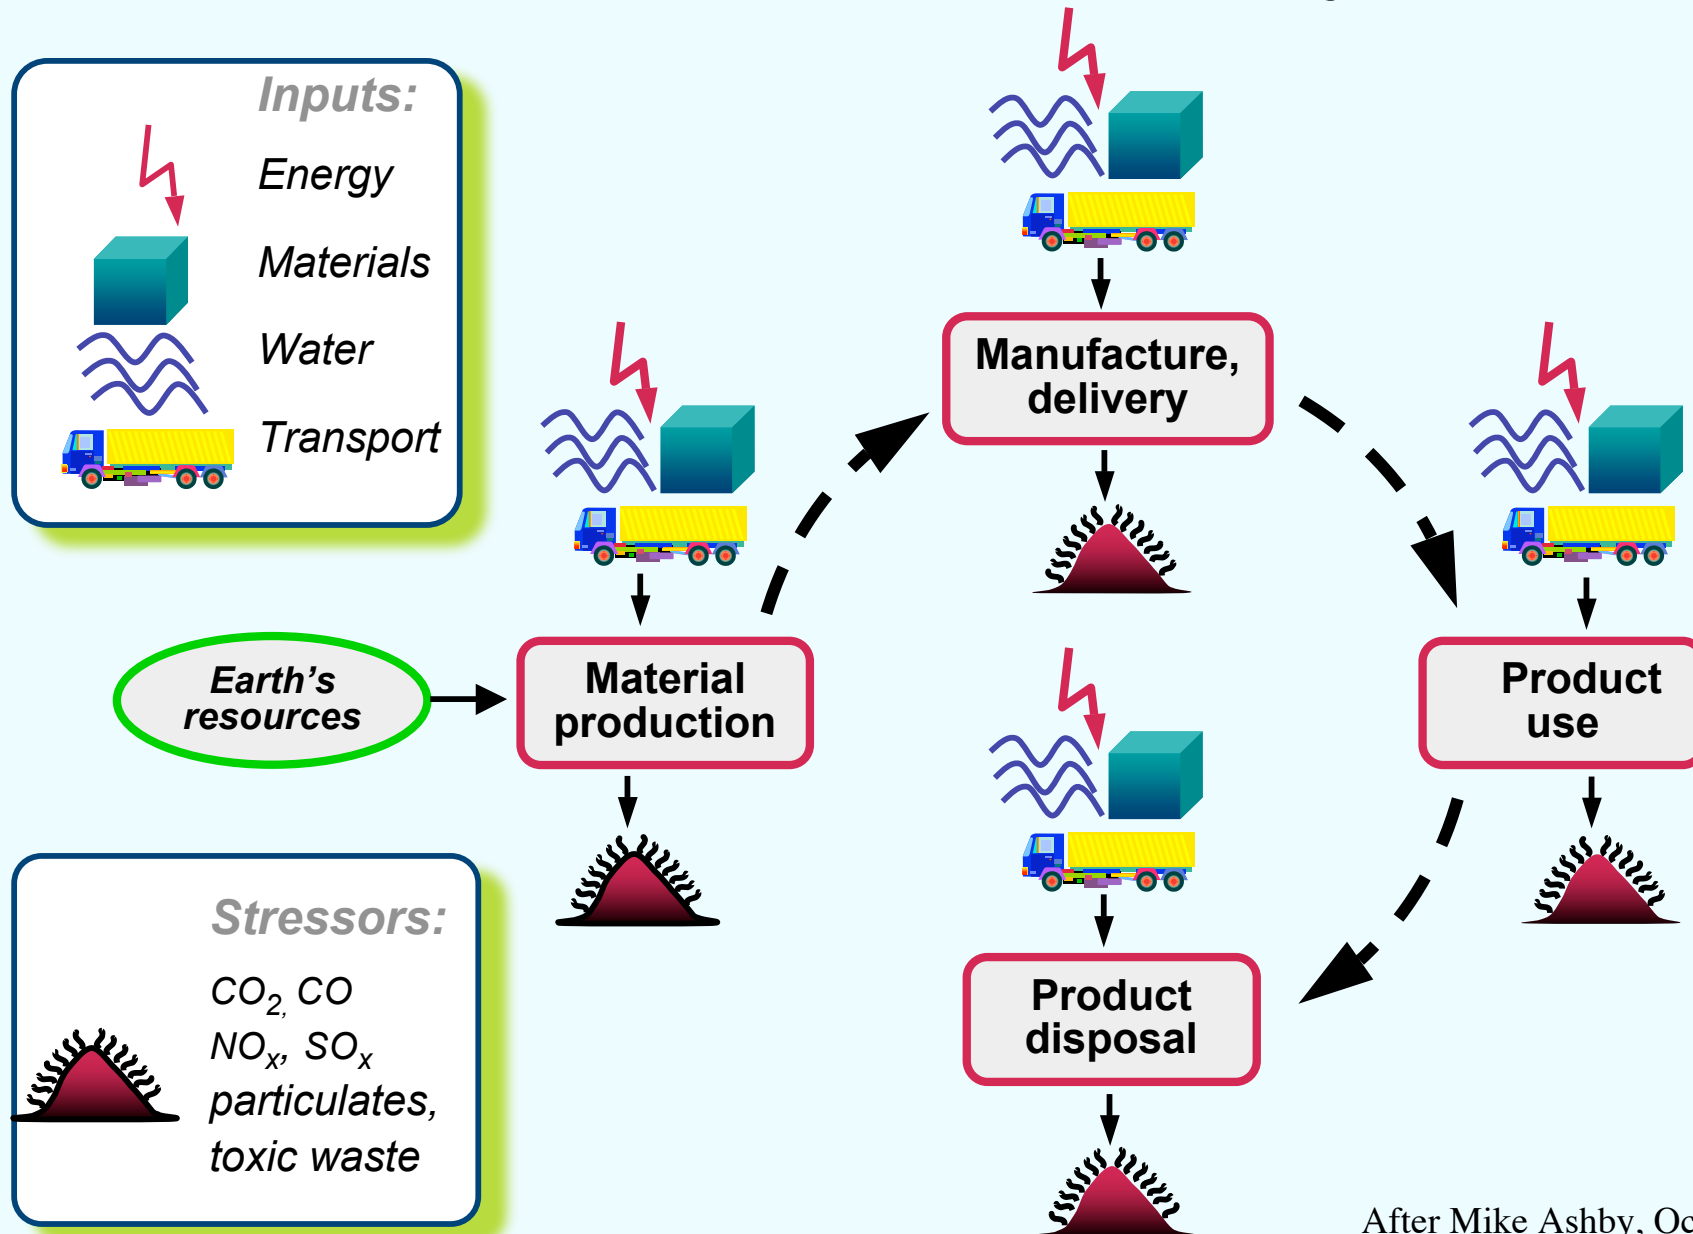 Inputs:
Energy
Materials
Water
Transport
Manufacture,
delivery
Earth's
resources
Material
production
Product
use
Product
disposal
Stressors:
CO2, CO
NOx, SOx
particulates,
toxic waste
After Mike Ashby,